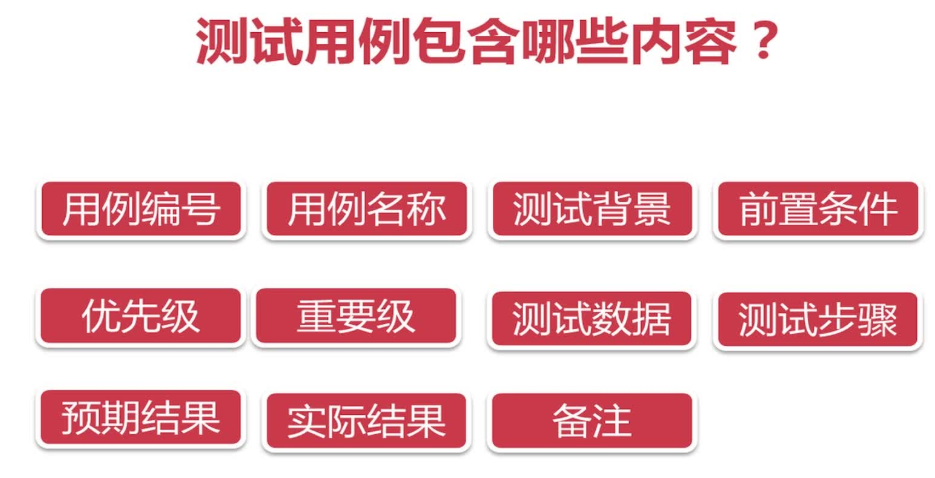 测试用例包含哪些内容？
用例编号 用例名称 测试背景 前置条件
优先级 重要级 测试数据 测试步骤
预期结果 实际结果 备注